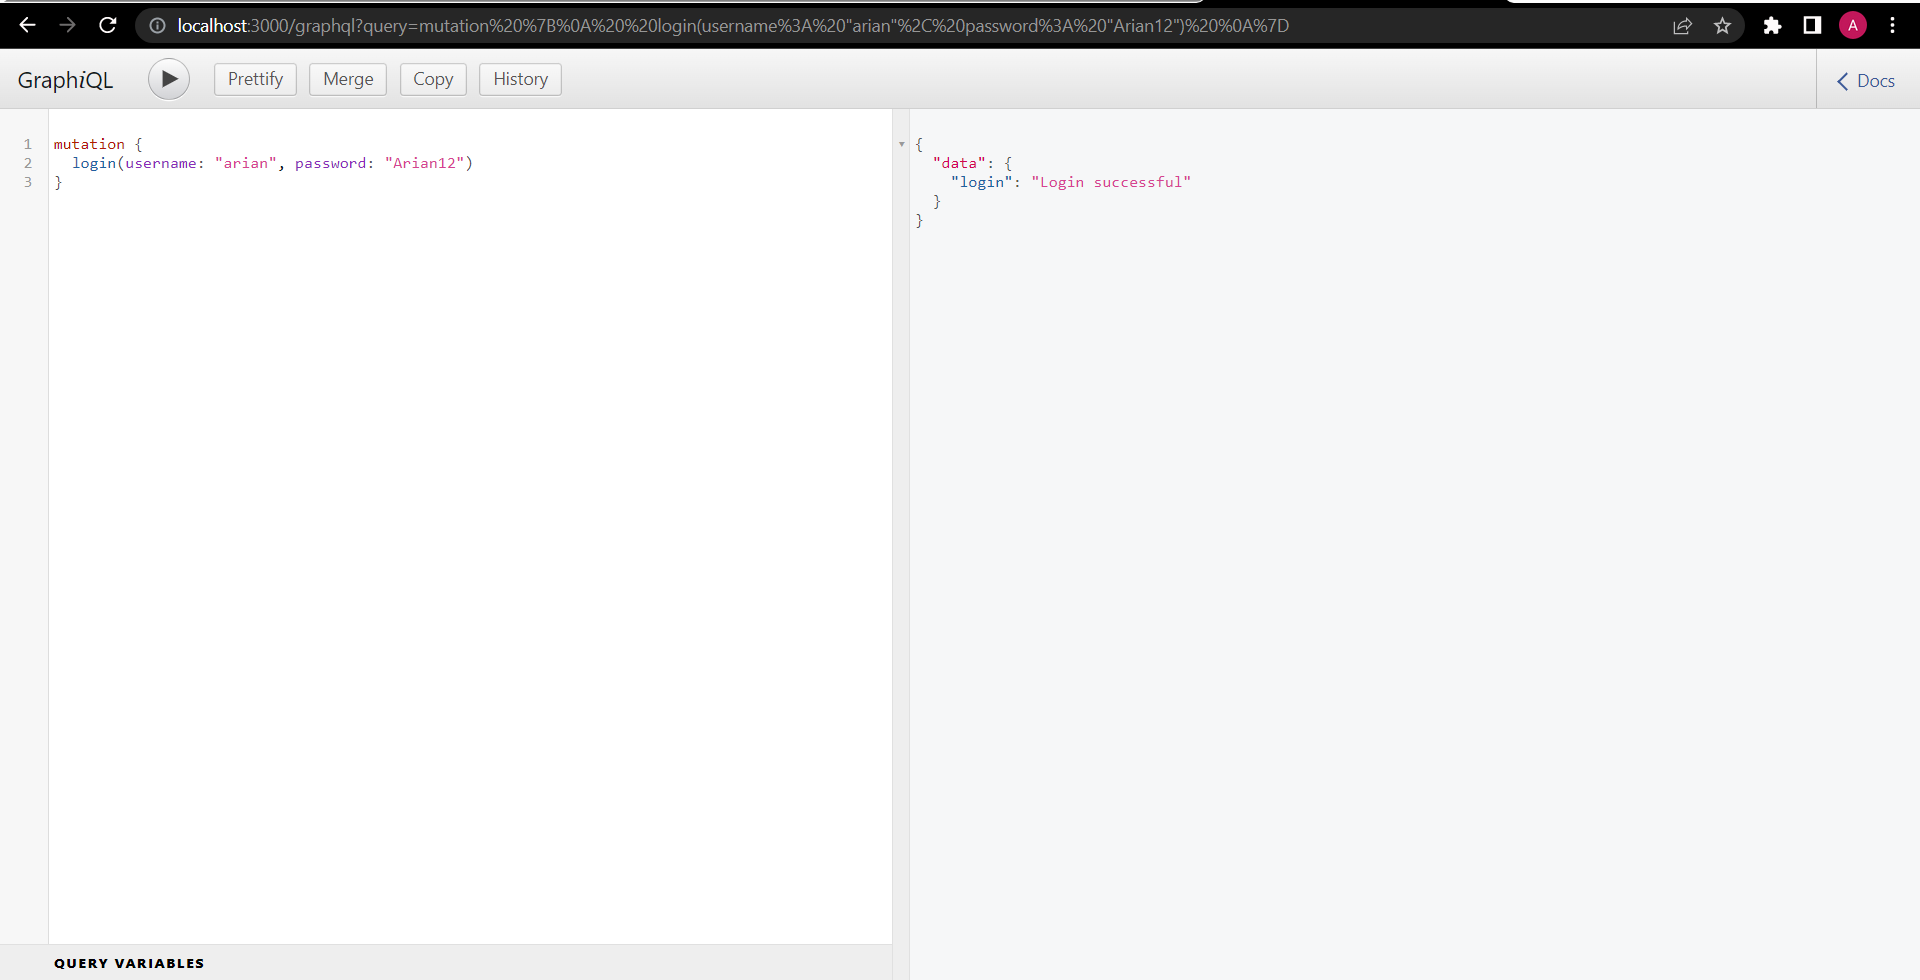 localhost:3000/graphql?query=mutation%20%7B%0A%20%20login(username%3A%20"arian"%2C%20password%3A%20"Arian12")%20%0A%7D
A
GraphiQL
Prettify
Merge
Copy
History
Docs
1 mutation {
2   login(username: "arian", password: "Arian12")
3 }
{
  "data": {
    "login": "Login successful"
  }
}
QUERY VARIABLES